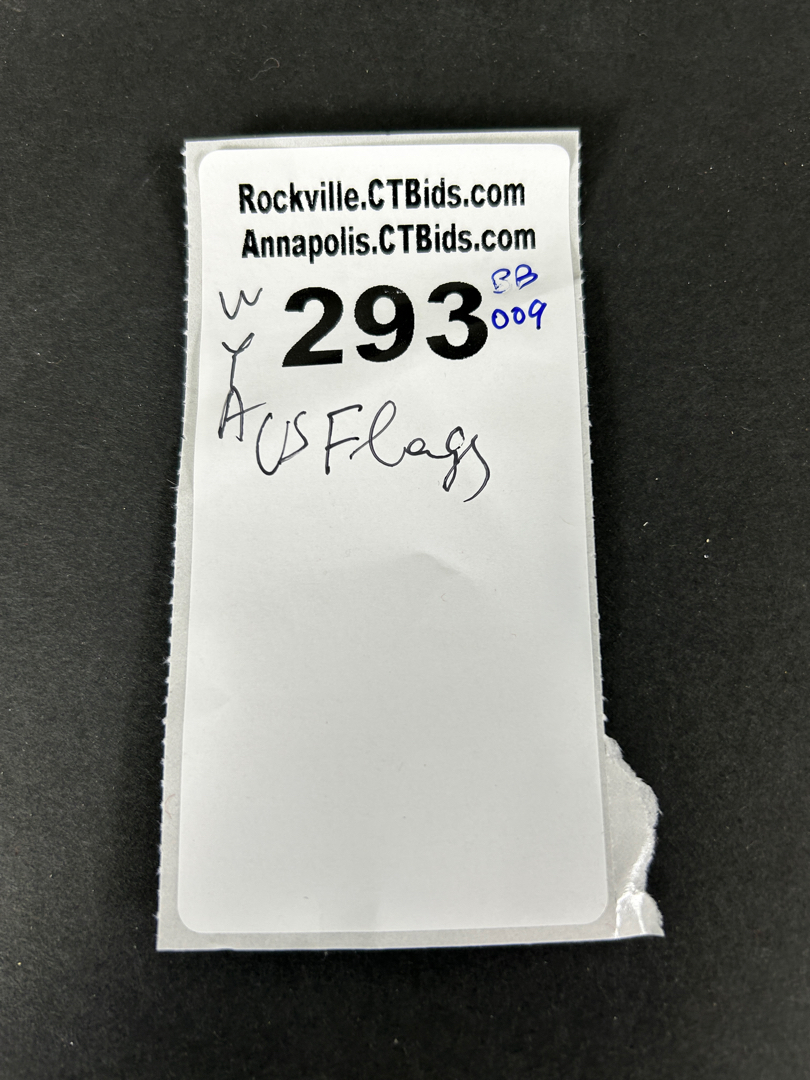 Rockville.CTBids.com
Annapolis.CTBids.com
293
BB
009
W
Y
A
US Flags